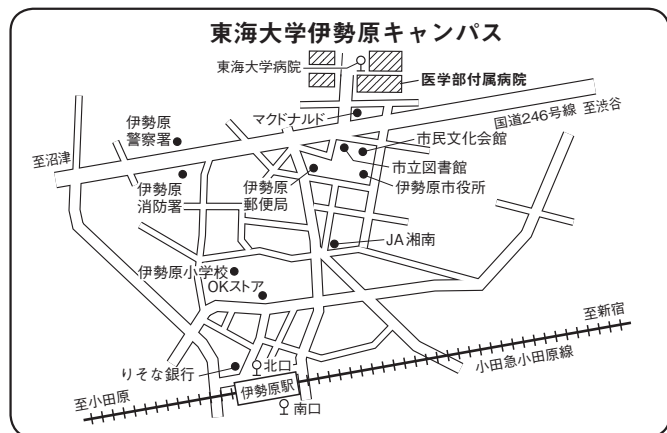 東海大学伊勢原キャンパス
東海大学病院
医学部付属病院
マクドナルド
国道246号線 至渋谷
伊勢原
警察署
市民文化会館
至沼津
市立図書館
伊勢原
消防署
伊勢原
郵便局
伊勢原市役所
JA湘南
伊勢原小学校
OKストア
至新宿
小田急小田原線
りそな銀行
北口
伊勢原駅
至小田原
南口